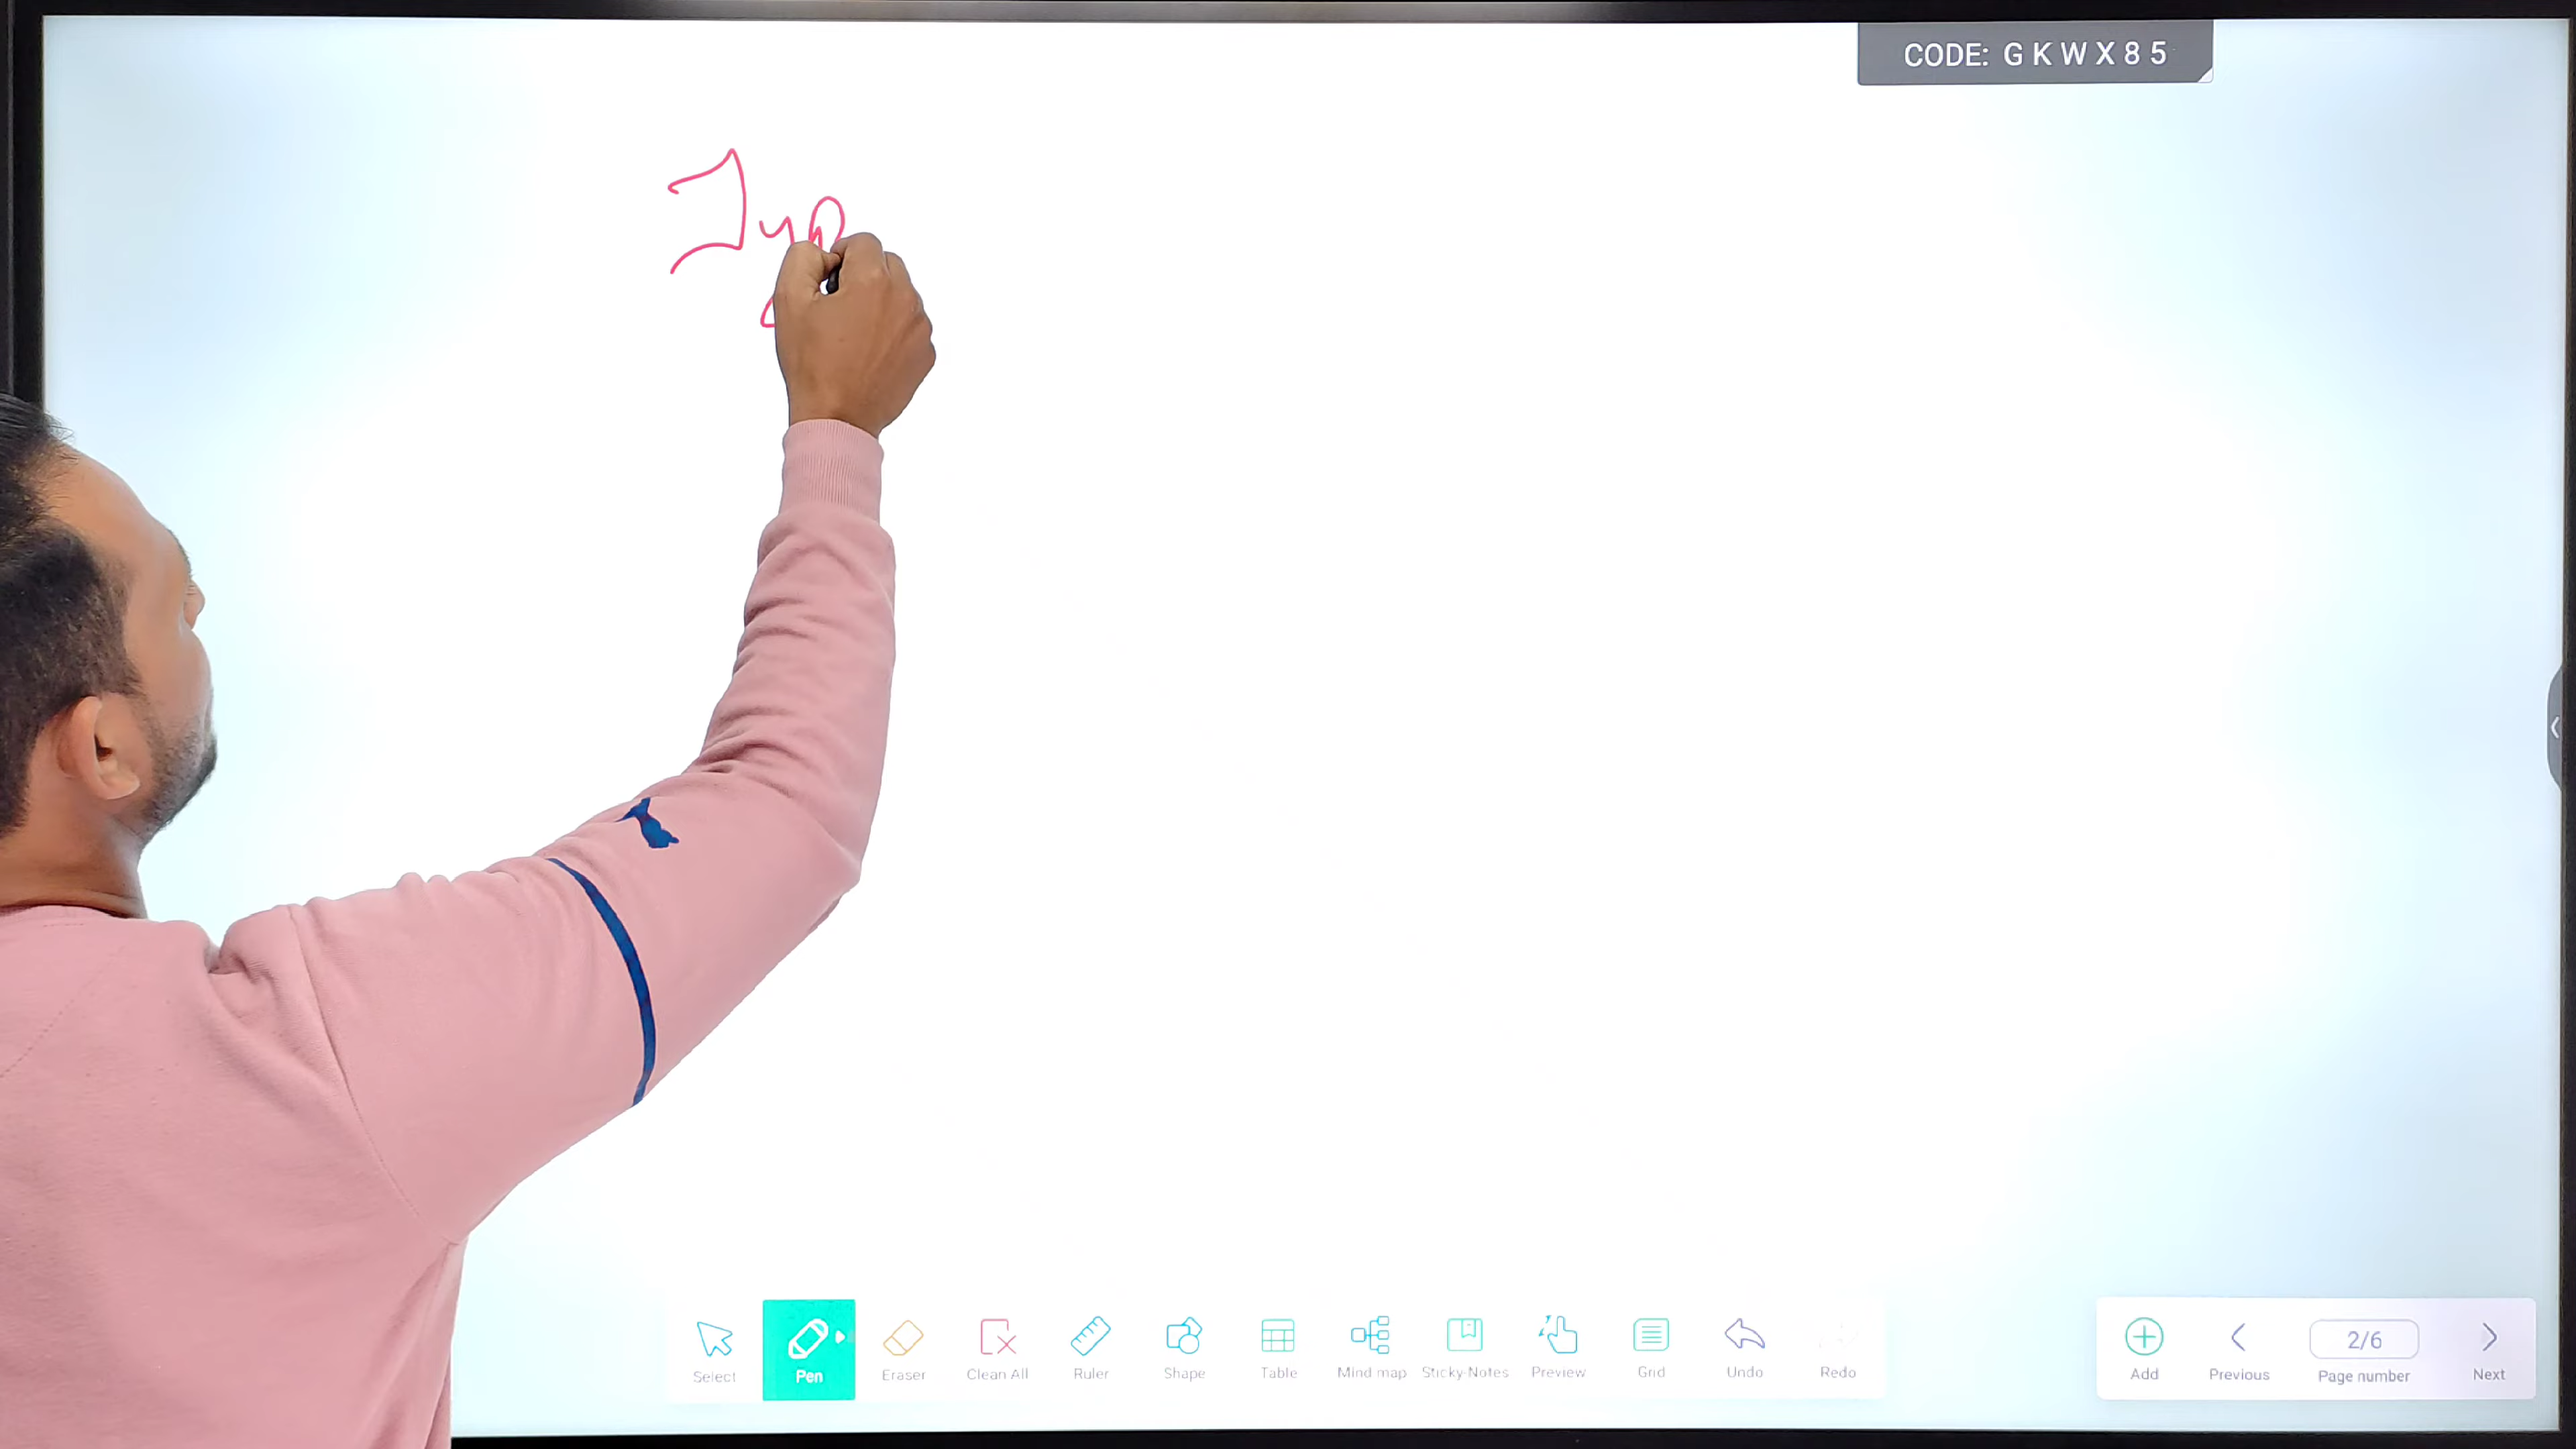 CODE: G K W X 8 5
Typ
Select
Pen
Eraser
Clean All
Ruler
Shape
Table
Mind map
Sticky-Notes
Preview
Grid
Undo
Redo
Add
Previous
2/6
Page number
Next